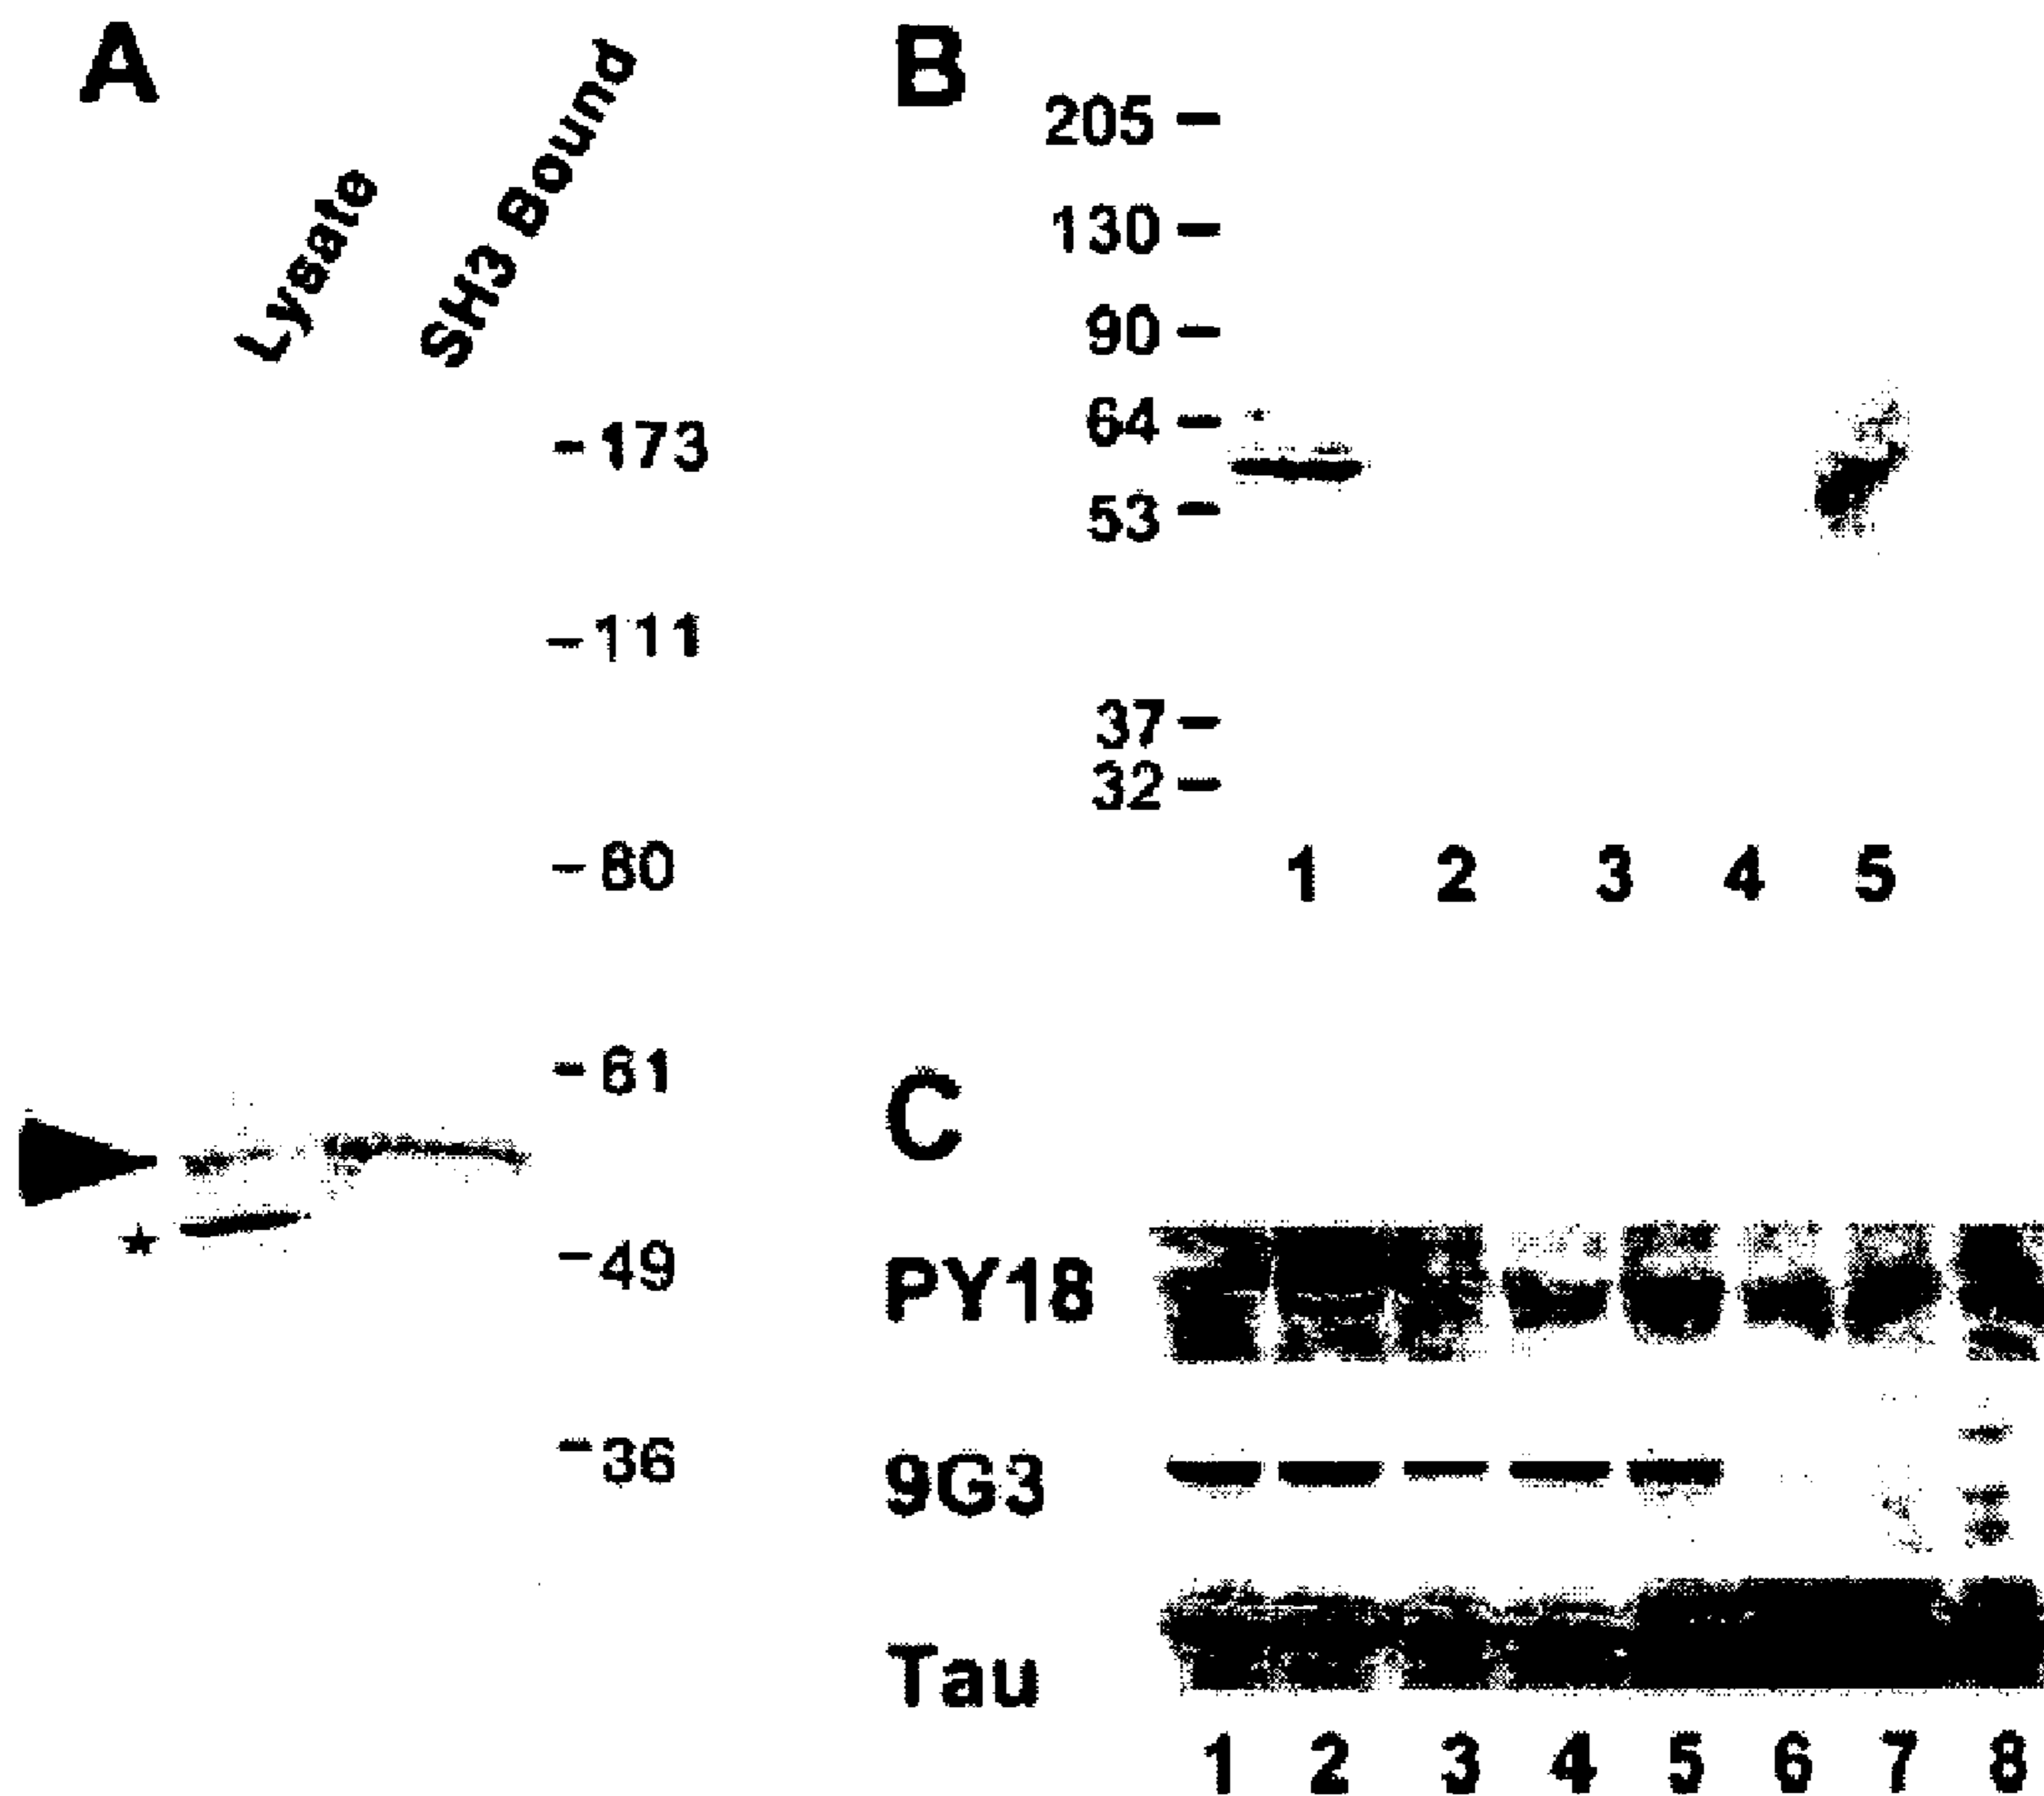 A
Lysate
SH3 Bound
-173
-111
-80
-61
-49
-36
B
205 -
130 -
90 -
64 -
53 -
37 -
32 -
1 2 3 4 5
C
PY18
9G3
Tau
1 2 3 4 5 6 7 8